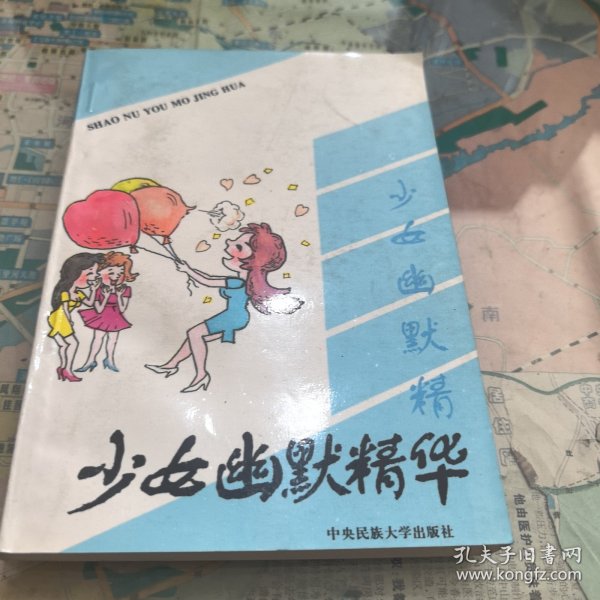 SHAO NU YOU MO JING HUA
少女幽默精
少女幽默精华
中央民族大学出版社
南
孔夫子旧书网
www.kongfz.com